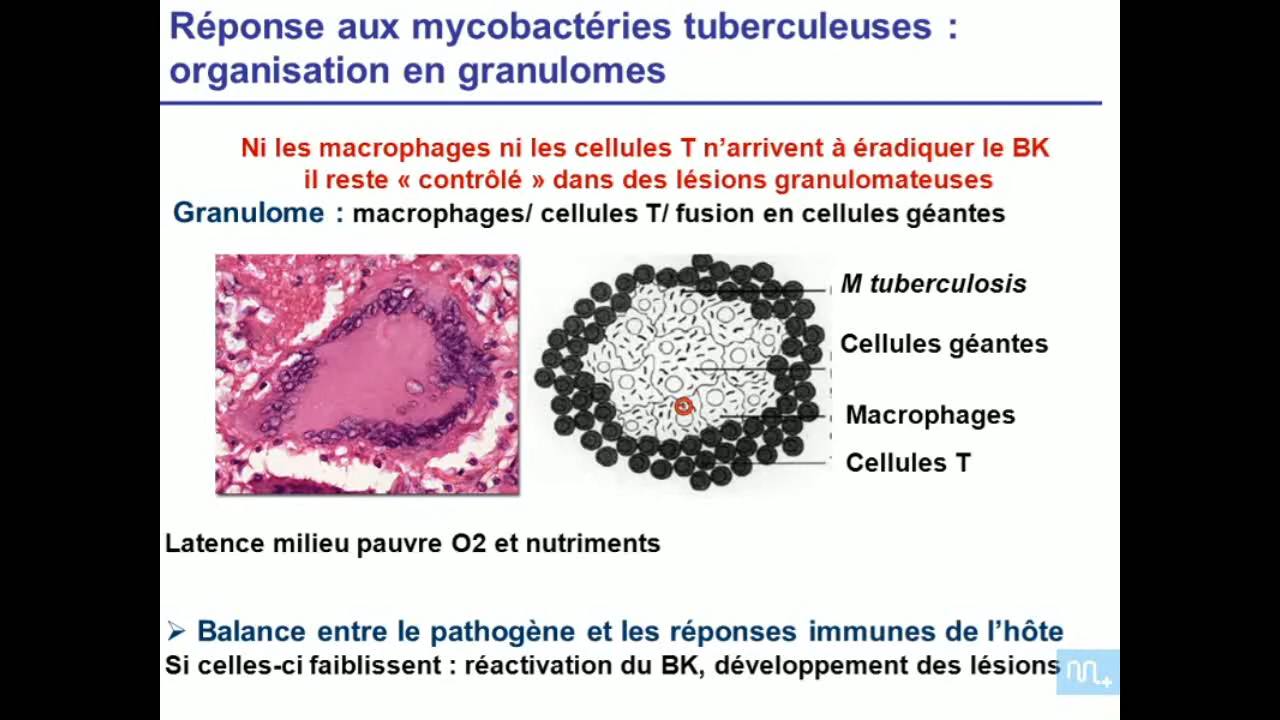 Réponse aux mycobactéries tuberculeuses :
organisation en granulomes
Ni les macrophages ni les cellules T n’arrivent à éradiquer le BK
il reste « contrôlé » dans des lésions granulomateuses
Granulome : macrophages/ cellules T/ fusion en cellules géantes
M tuberculosis
Cellules géantes
Macrophages
Cellules T
Latence milieu pauvre O2 et nutriments
➢ Balance entre le pathogène et les réponses immunes de l’hôte
Si celles-ci faiblissent : réactivation du BK, développement des lésions